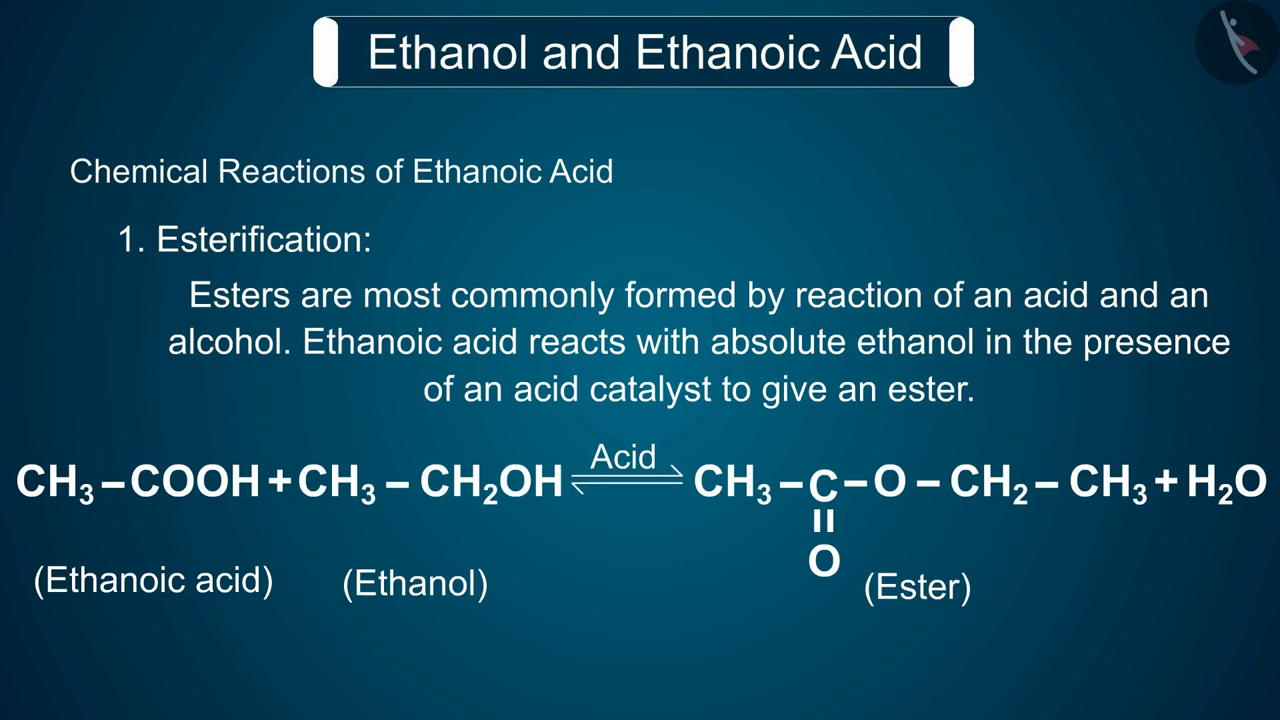 Ethanol and Ethanoic Acid
Chemical Reactions of Ethanoic Acid
1. Esterification:
Esters are most commonly formed by reaction of an acid and an
alcohol. Ethanoic acid reacts with absolute ethanol in the presence
of an acid catalyst to give an ester.
Acid
CH₃ – COOH + CH₃ – CH₂OH ⇌ CH₃ – C – O – CH₂ – CH₃ + H₂O
||
O
(Ethanoic acid) (Ethanol) (Ester)